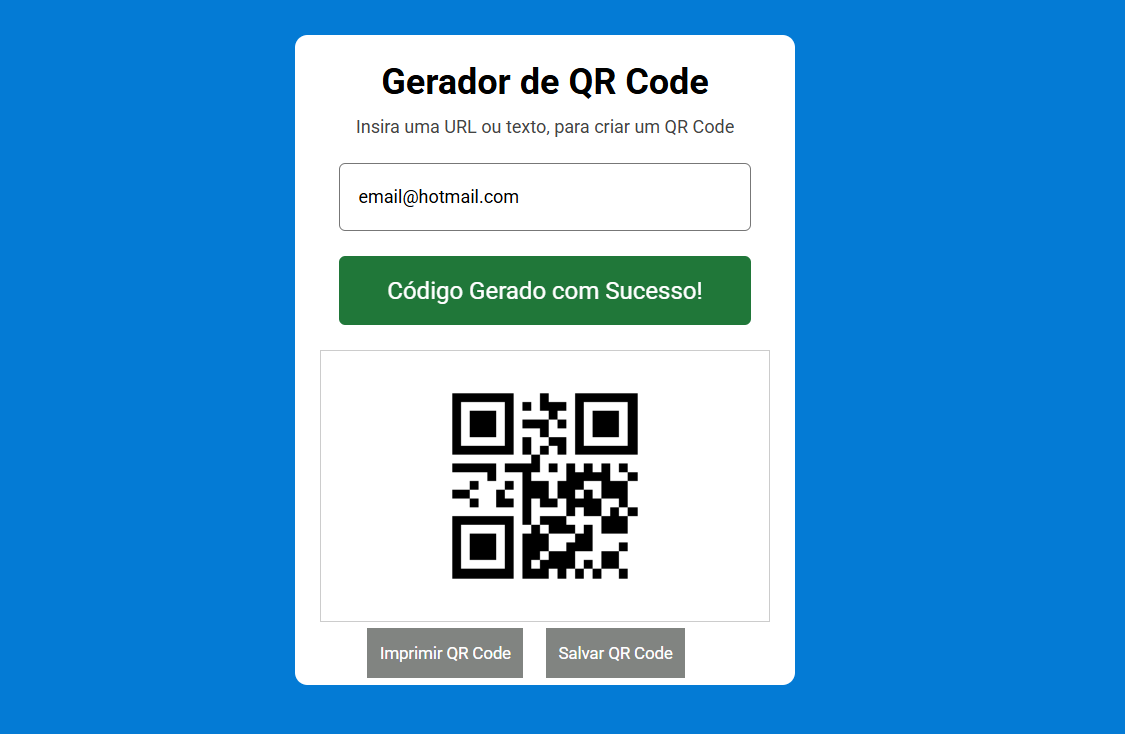 Gerador de QR Code
Insira uma URL ou texto, para criar um QR Code
email@hotmail.com
Código Gerado com Sucesso!
Imprimir QR Code
Salvar QR Code